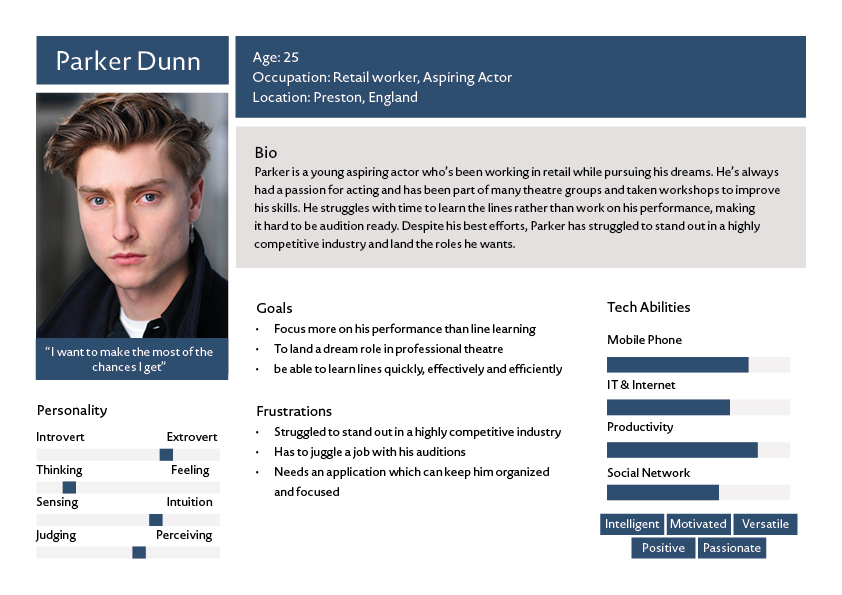 Parker Dunn
Age: 25
Occupation: Retail worker, Aspiring Actor
Location: Preston, England
Bio
Parker is a young aspiring actor who's been working in retail while pursuing his dreams. He's always
had a passion for acting and has been part of many theatre groups and taken workshops to improve
his skills. He struggles with time to learn the lines rather than work on his performance, making
it hard to be audition ready. Despite his best efforts, Parker has struggled to stand out in a highly
competitive industry and land the roles he wants.
"I want to make the most of the
chances I get"
Personality
Introvert Extrovert
Thinking Feeling
Sensing Intuition
Judging Perceiving
Goals
• Focus more on his performance than line learning
• To land a dream role in professional theatre
• be able to learn lines quickly, effectively and efficiently
Frustrations
• Struggled to stand out in a highly competitive industry
• Has to juggle a job with his auditions
• Needs an application which can keep him organized
and focused
Tech Abilities
Mobile Phone
IT & Internet
Productivity
Social Network
Intelligent Motivated Versatile
Positive Passionate